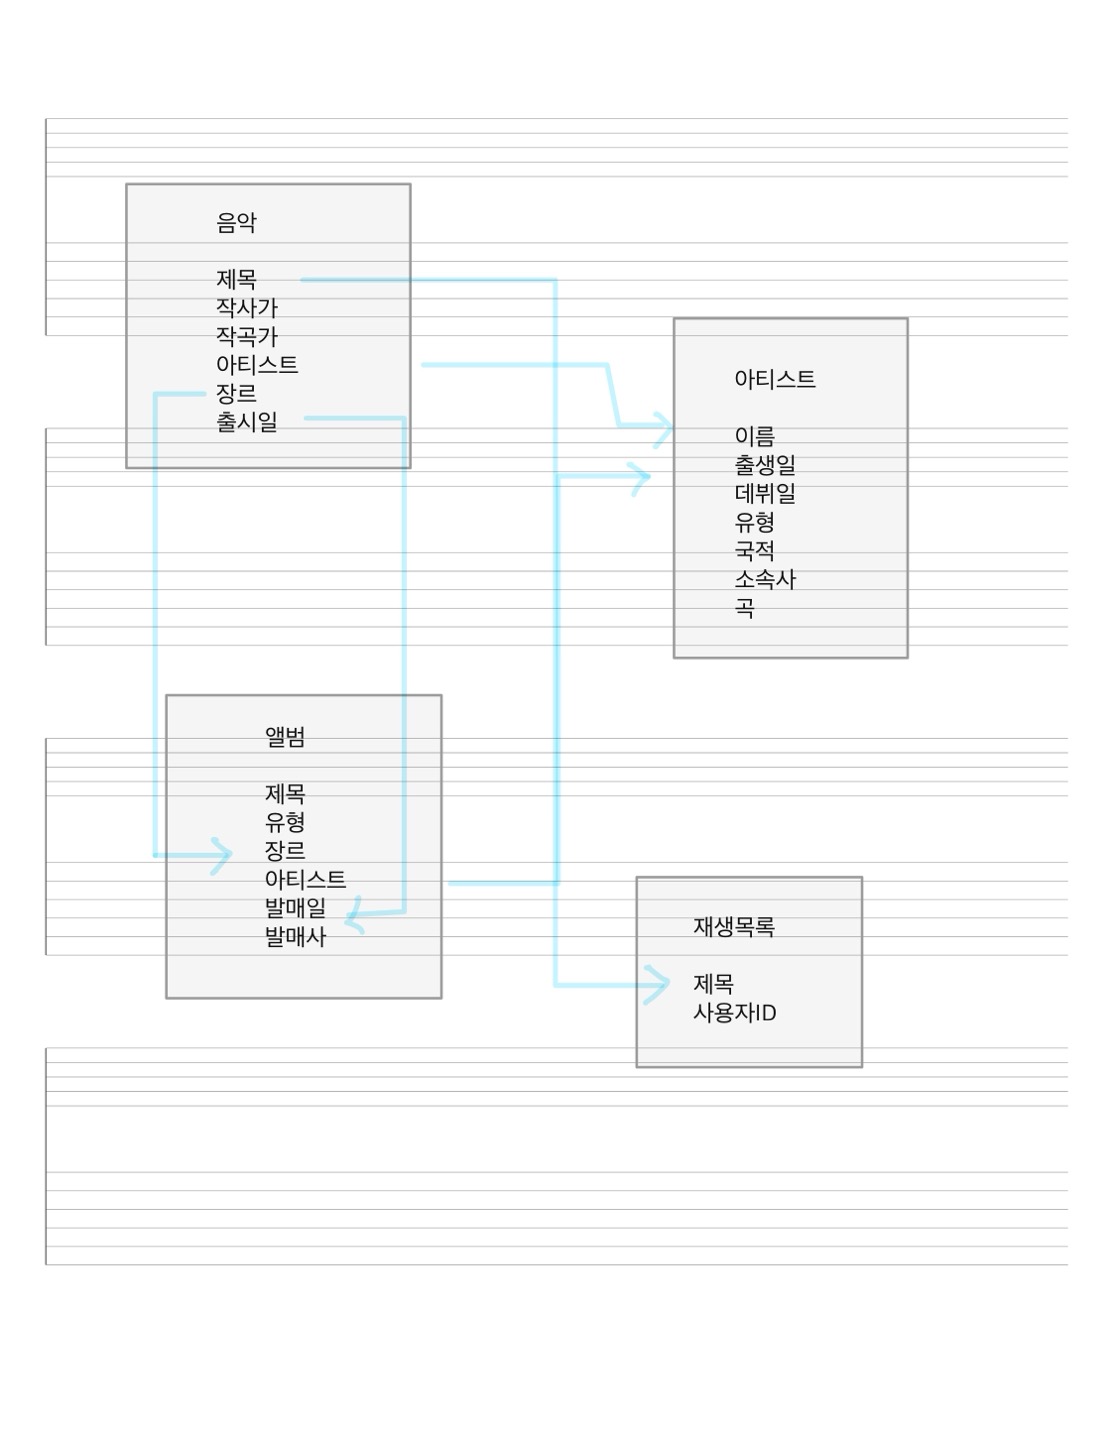 음악
제목
작사가
작곡가
아티스트
장르
출시일
아티스트
이름
출생일
데뷔일
유형
국적
소속사
곡
앨범
제목
유형
장르
아티스트
발매일
발매사
재생목록
제목
사용자ID